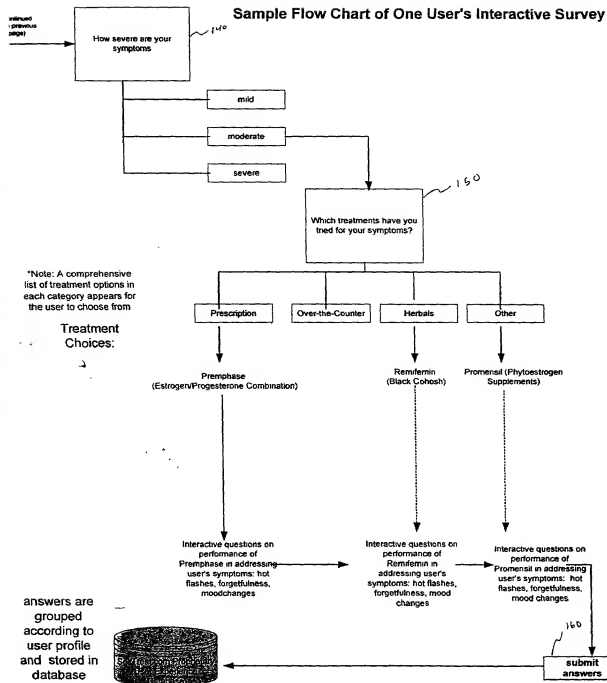 Sample Flow Chart of One User's Interactive Survey
previous
page)
How severe are your
symptoms
140
mild
moderate
severe
150
Which treatments have you
tried for your symptoms?
*Note: A comprehensive
list of treatment options in
each category appears for
the user to choose from
Treatment
Choices:
Prescription
Over-the-Counter
Herbals
Other
Premphase
(Estrogen/Progesterone Combination)
Remifemin
(Black Cohosh)
Promensil (Phytoestrogen
Supplements)
Interactive questions on
performance of
Premphase in addressing
user's symptoms: hot
flashes, forgetfulness,
moodchanges
Interactive questions on
performance of
Remifemin in
addressing user's
symptoms: hot flashes,
forgetfulness, mood
changes
Interactive questions on
performance of
Promensil in addressing
user's symptoms: hot
flashes, forgetfulness,
mood changes
answers are
grouped
according to
user profile
and stored in
database
160
submit
answers